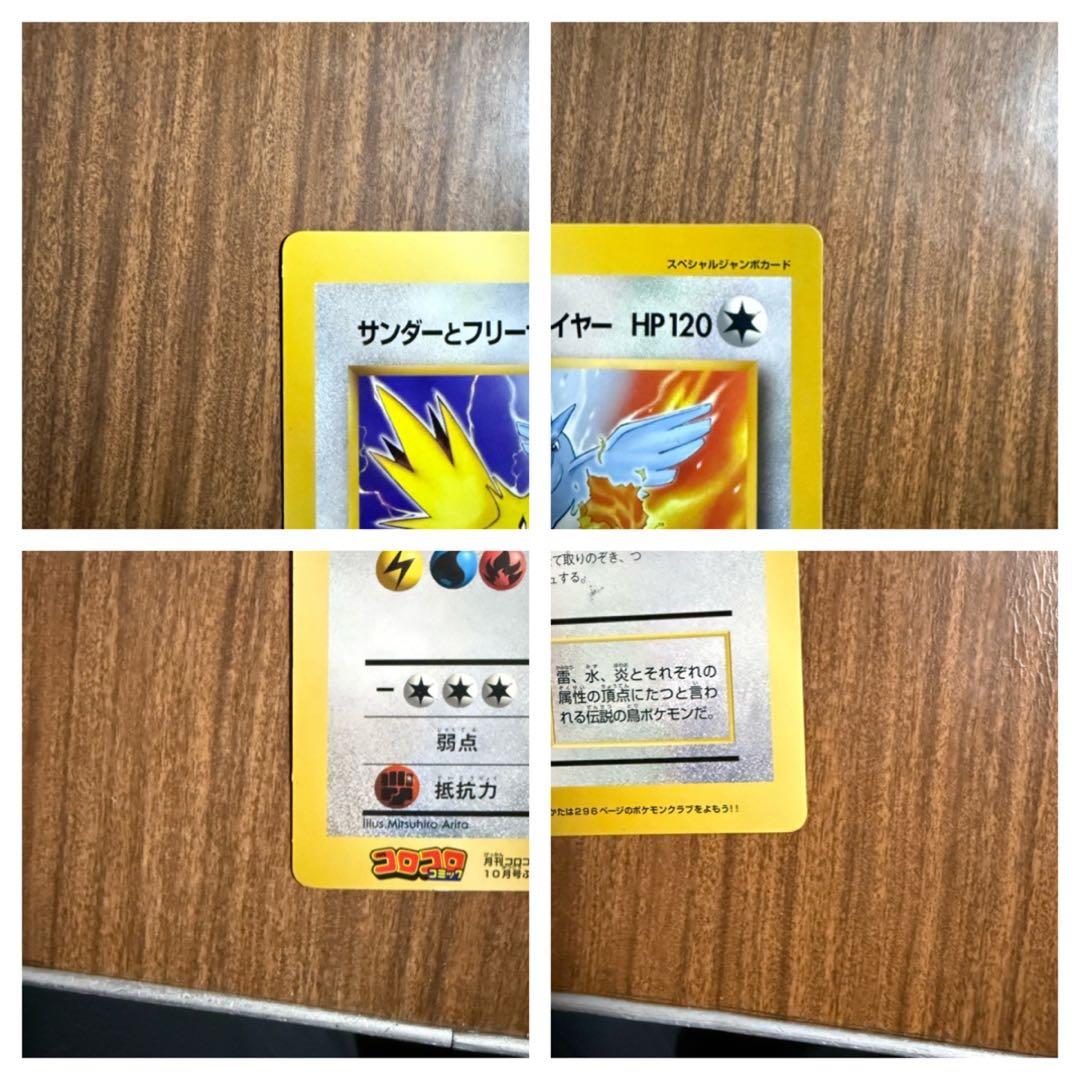 スペシャルジャンボカード
サンダーとフリー
イヤー HP120
て取りのぞき、つ
ュする。
雷、水、炎とそれぞれの
属性の頂点にたつと言わ
れる伝説の鳥ポケモンだ。
弱点
抵抗力
Illus.Mitsuhiro Arita
コロコロ
コミック
月刊コロコ
10月号ふ
かたは296ページのポケモンクラブをよもう!!